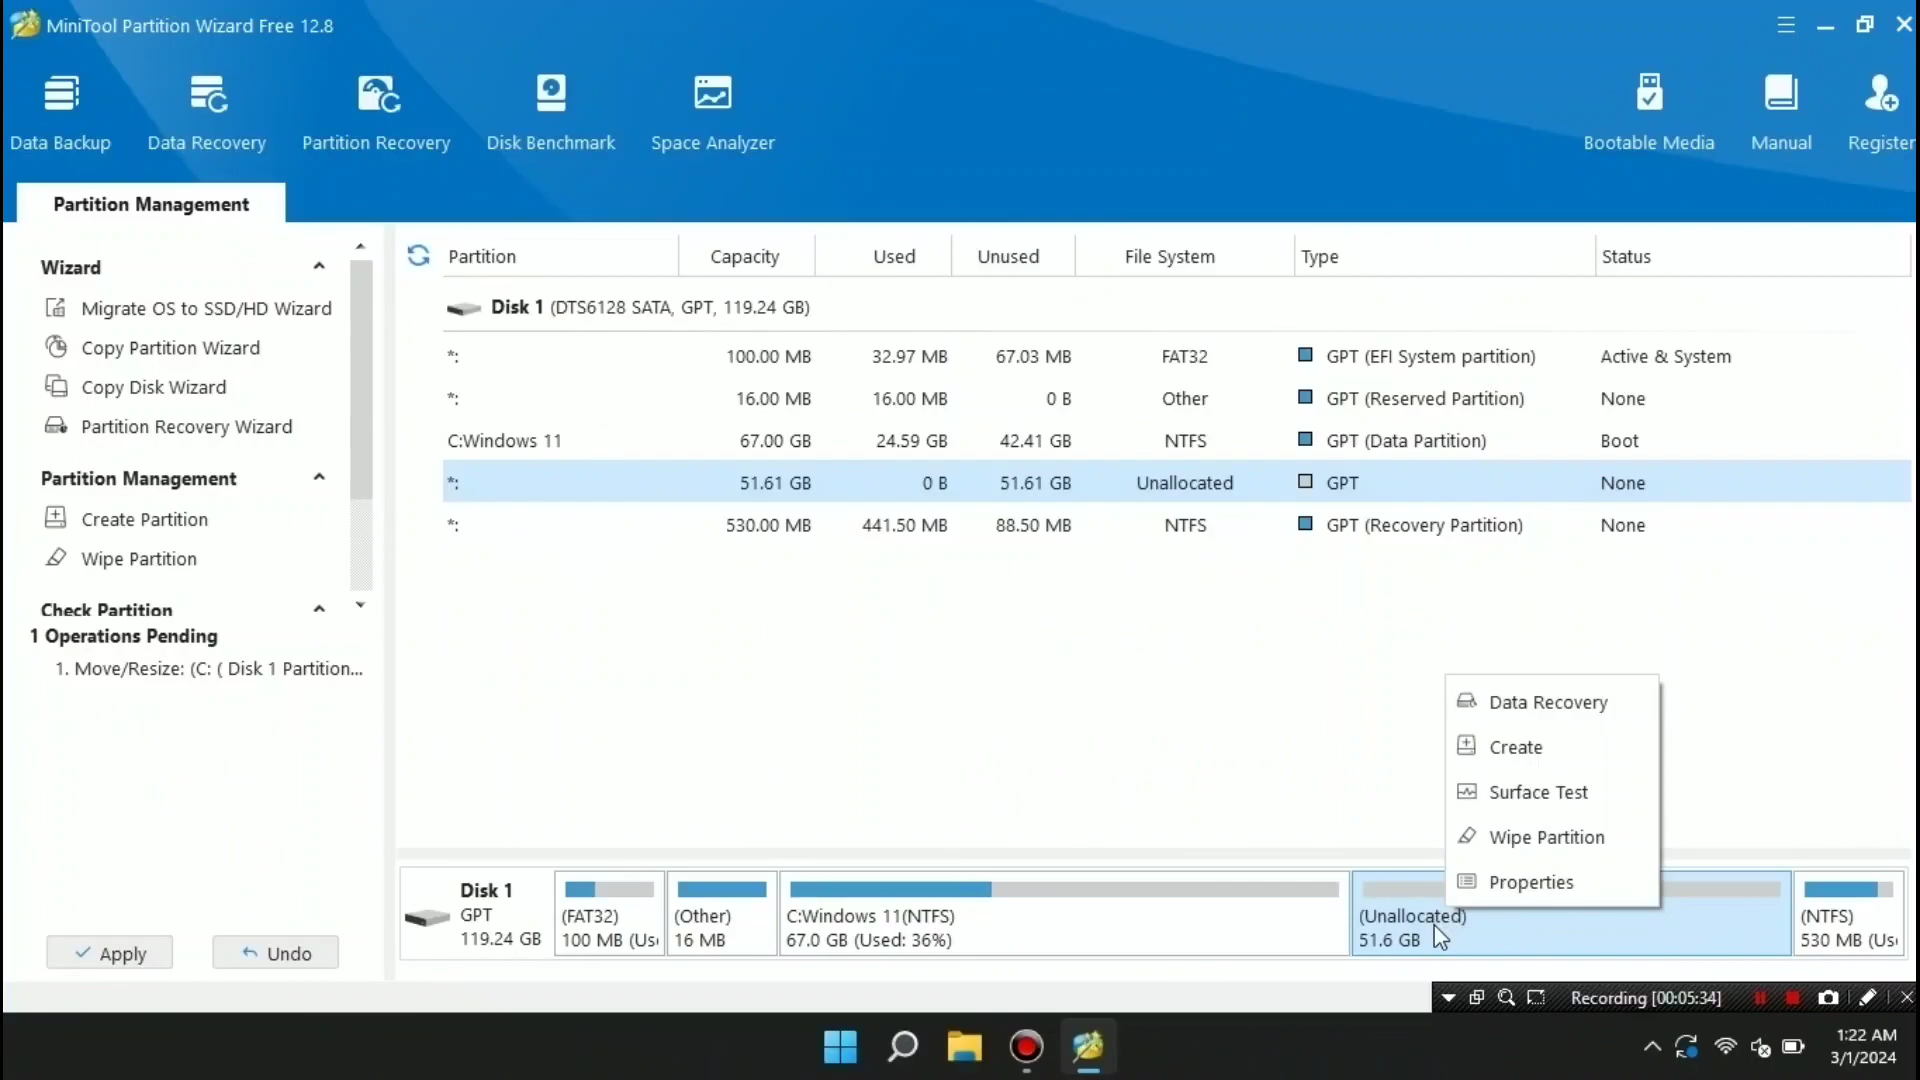 MiniTool Partition Wizard Free 12.8
Data Backup Data Recovery Partition Recovery Disk Benchmark Space Analyzer Bootable Media Manual Register
Partition Management
Wizard
Migrate OS to SSD/HD Wizard
Copy Partition Wizard
Copy Disk Wizard
Partition Recovery Wizard
Partition Management
Create Partition
Wipe Partition
Check Partition
1 Operations Pending
1. Move/Resize: (C: ( Disk 1 Partition...
Apply Undo
Partition Capacity Used Unused File System Type Status
Disk 1 (DTS6128 SATA, GPT, 119.24 GB)
*: 100.00 MB 32.97 MB 67.03 MB FAT32 GPT (EFI System partition) Active & System
*: 16.00 MB 16.00 MB 0 B Other GPT (Reserved Partition) None
C:Windows 11 67.00 GB 24.59 GB 42.41 GB NTFS GPT (Data Partition) Boot
*: 51.61 GB 0 B 51.61 GB Unallocated GPT None
*: 530.00 MB 441.50 MB 88.50 MB NTFS GPT (Recovery Partition) None
Data Recovery
Create
Surface Test
Wipe Partition
Properties
Disk 1
GPT
119.24 GB
(FAT32)
100 MB (Us
(Other)
16 MB
C:Windows 11(NTFS)
67.0 GB (Used: 36%)
(Unallocated)
51.6 GB
(NTFS)
530 MB (Us
Recording [00:05:34]
1:22 AM
3/1/2024